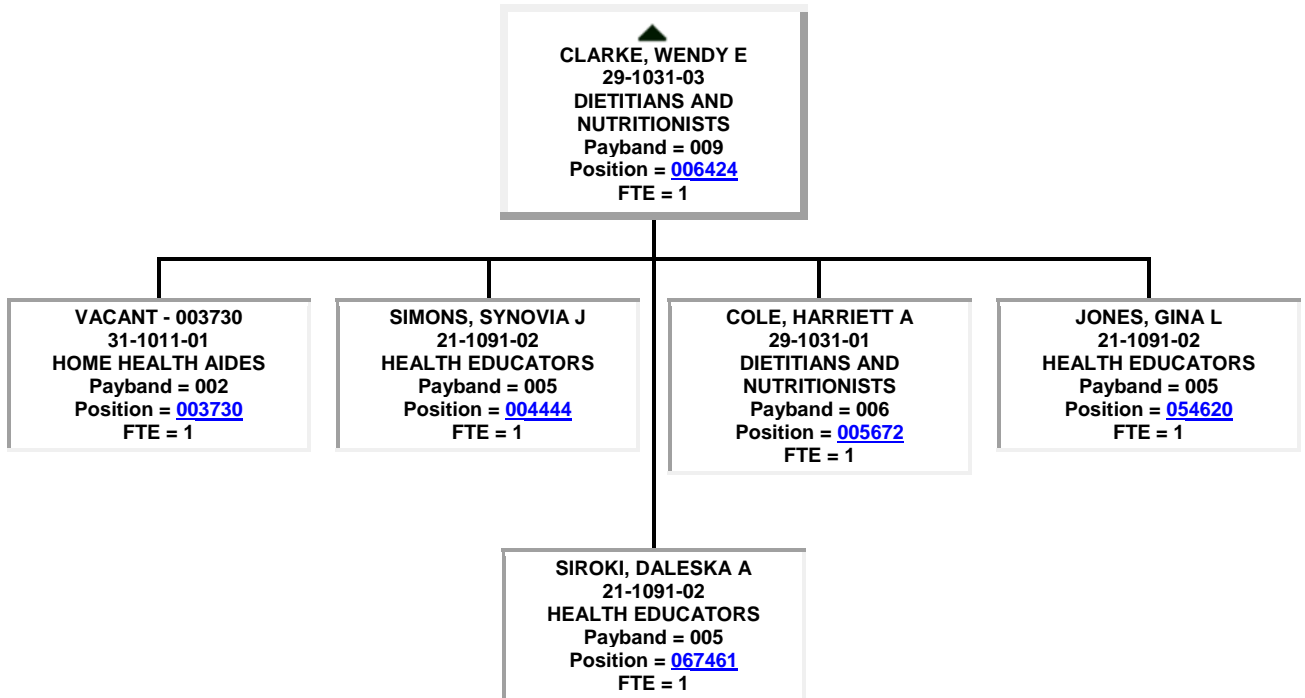 CLARKE, WENDY E
29-1031-03
DIETITIANS AND
NUTRITIONISTS
Payband = 009
Position = 006424
FTE = 1
VACANT - 003730
31-1011-01
HOME HEALTH AIDES
Payband = 002
Position = 003730
FTE = 1
SIMONS, SYNOVIA J
21-1091-02
HEALTH EDUCATORS
Payband = 005
Position = 004444
FTE = 1
COLE, HARRIETT A
29-1031-01
DIETITIANS AND
NUTRITIONISTS
Payband = 006
Position = 005672
FTE = 1
JONES, GINA L
21-1091-02
HEALTH EDUCATORS
Payband = 005
Position = 054620
FTE = 1
SIROKI, DALESKA A
21-1091-02
HEALTH EDUCATORS
Payband = 005
Position = 067461
FTE = 1